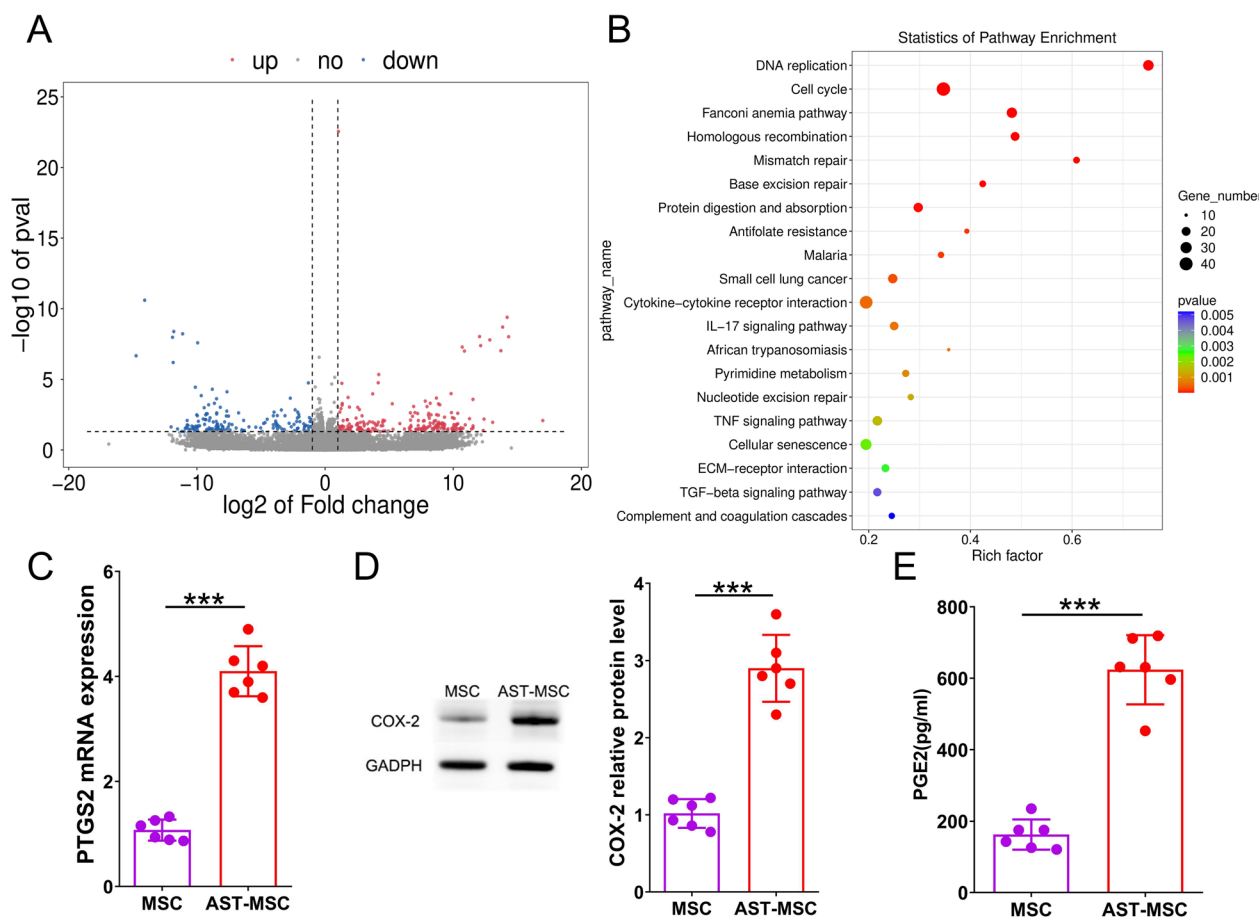 A
up no down
−log10 of pval
25
20
15
10
5
0
−20 −10 0 10 20
log2 of Fold change
B
Statistics of Pathway Enrichment
pathway_name
DNA replication
Cell cycle
Fanconi anemia pathway
Homologous recombination
Mismatch repair
Base excision repair
Protein digestion and absorption
Antifolate resistance
Malaria
Small cell lung cancer
Cytokine−cytokine receptor interaction
IL−17 signaling pathway
African trypanosomiasis
Pyrimidine metabolism
Nucleotide excision repair
TNF signaling pathway
Cellular senescence
ECM−receptor interaction
TGF−beta signaling pathway
Complement and coagulation cascades
0.2 0.4 0.6
Rich factor
Gene_number
10
20
30
40
pvalue
0.005
0.004
0.003
0.002
0.001
C
PTGS2 mRNA expression
6
4
2
0
***
MSC AST-MSC
D
MSC AST-MSC
COX-2
GADPH
COX-2 relative protein level
4
3
2
1
0
***
MSC AST-MSC
E
PGE2(pg/ml)
800
600
400
200
0
***
MSC AST-MSC